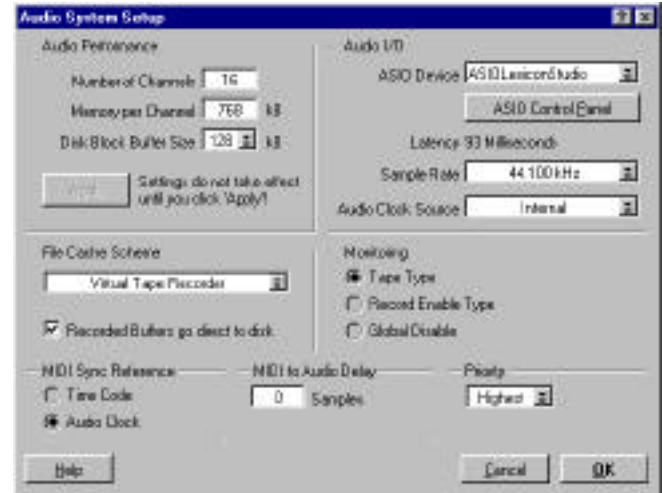 Audio System Setup
Audio Performance
Number of Channels 16
Memory per Channel 768 kB
Disk Block Buffer Size 128 kB
Apply
Settings do not take effect
until you click 'Apply'!
Audio I/O
ASIO Device ASIO Lexicon Studio
ASIO Control Panel
Latency 93 Milliseconds
Sample Rate 44.100 kHz
Audio Clock Source Internal
File Cache Scheme
Virtual Tape Recorder
Recorded Buffers go direct to disk
Monitoring
Tape Type
Record Enable Type
Global Disable
MIDI Sync Reference
Time Code
Audio Clock
MIDI to Audio Delay
0 Samples
Priority
Highest
Help
Cancel
OK